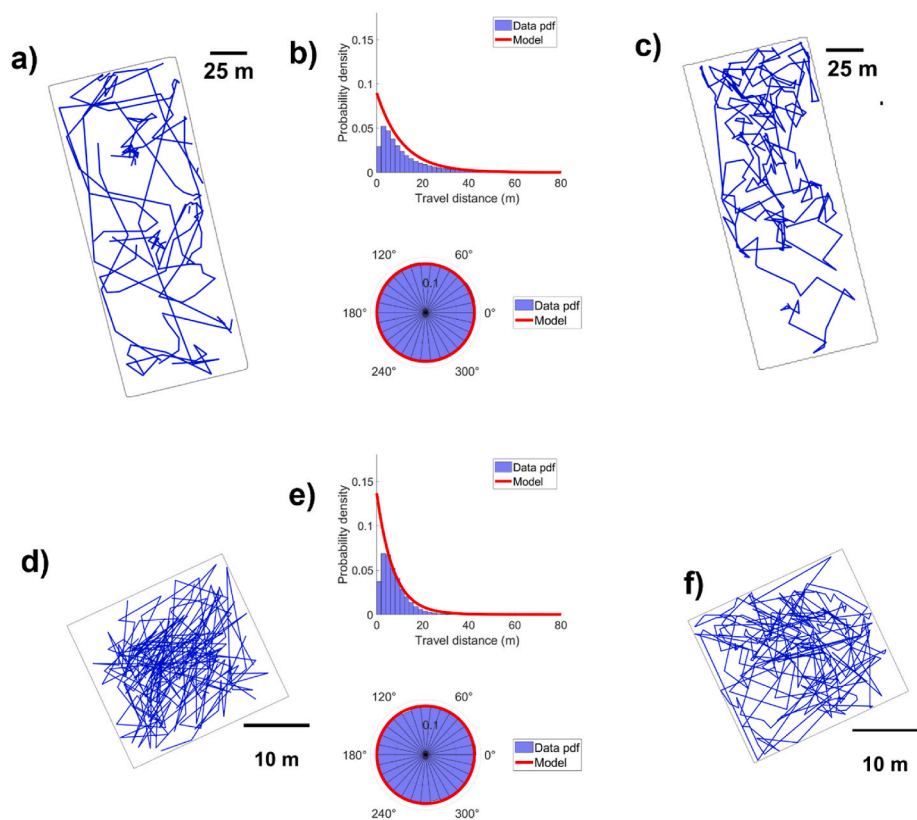 a)
25 m
b)
Data pdf
Model
0.15
0.1
0.05
0
Probability density
0 20 40 60 80
Travel distance (m)
c)
25 m
120° 60°
0.1
180° 0°
240° 300°
Data pdf
Model
d)
10 m
e)
Data pdf
Model
0.15
0.1
0.05
0
Probability density
0 20 40 60 80
Travel distance (m)
f)
10 m
120° 60°
0.1
180° 0°
240° 300°
Data pdf
Model